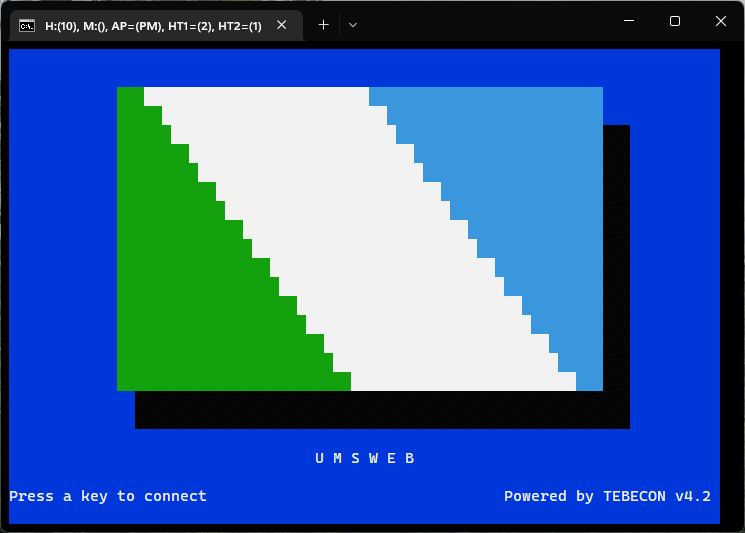 H:(10), M:(), AP=(PM), HT1=(2), HT2=(1)
U M S W E B
Press a key to connect
Powered by TEBECON v4.2